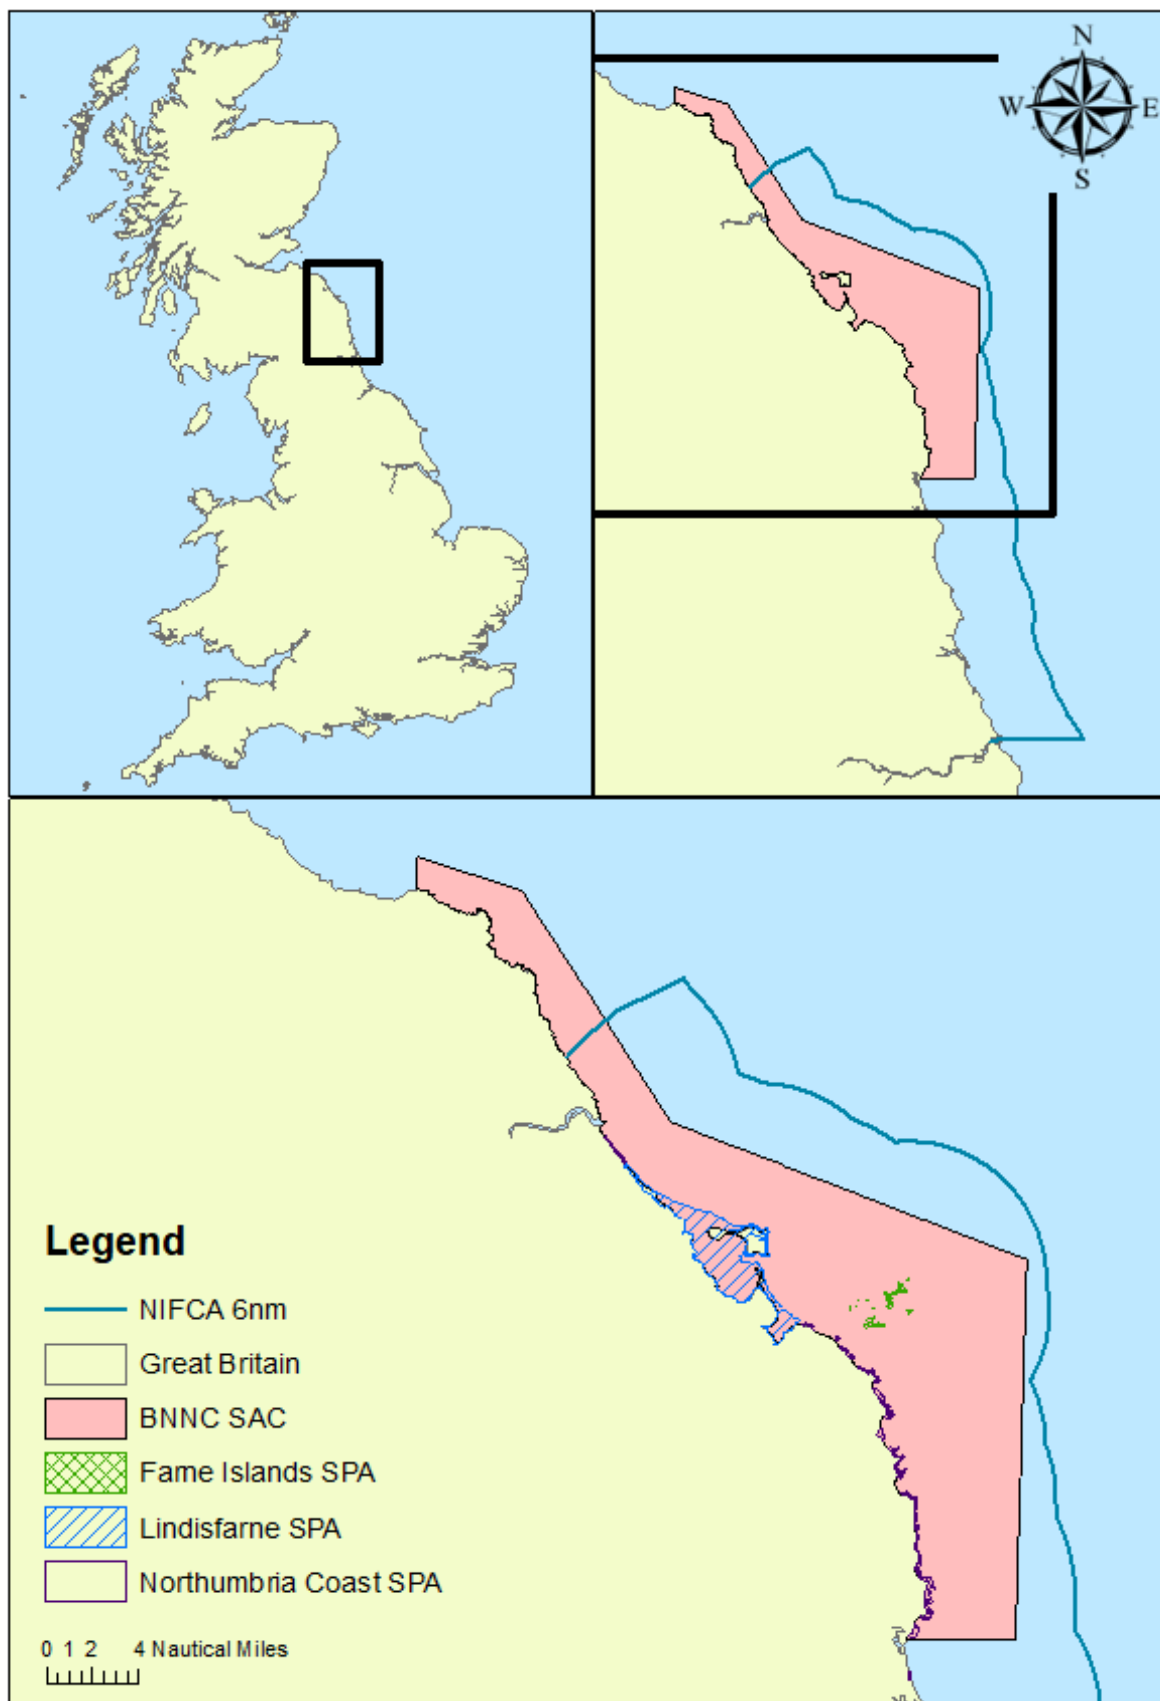 N
W E
S
Legend
NIFCA 6nm
Great Britain
BNNC SAC
Farne Islands SPA
Lindisfarne SPA
Northumbria Coast SPA
0 1 2 4 Nautical Miles